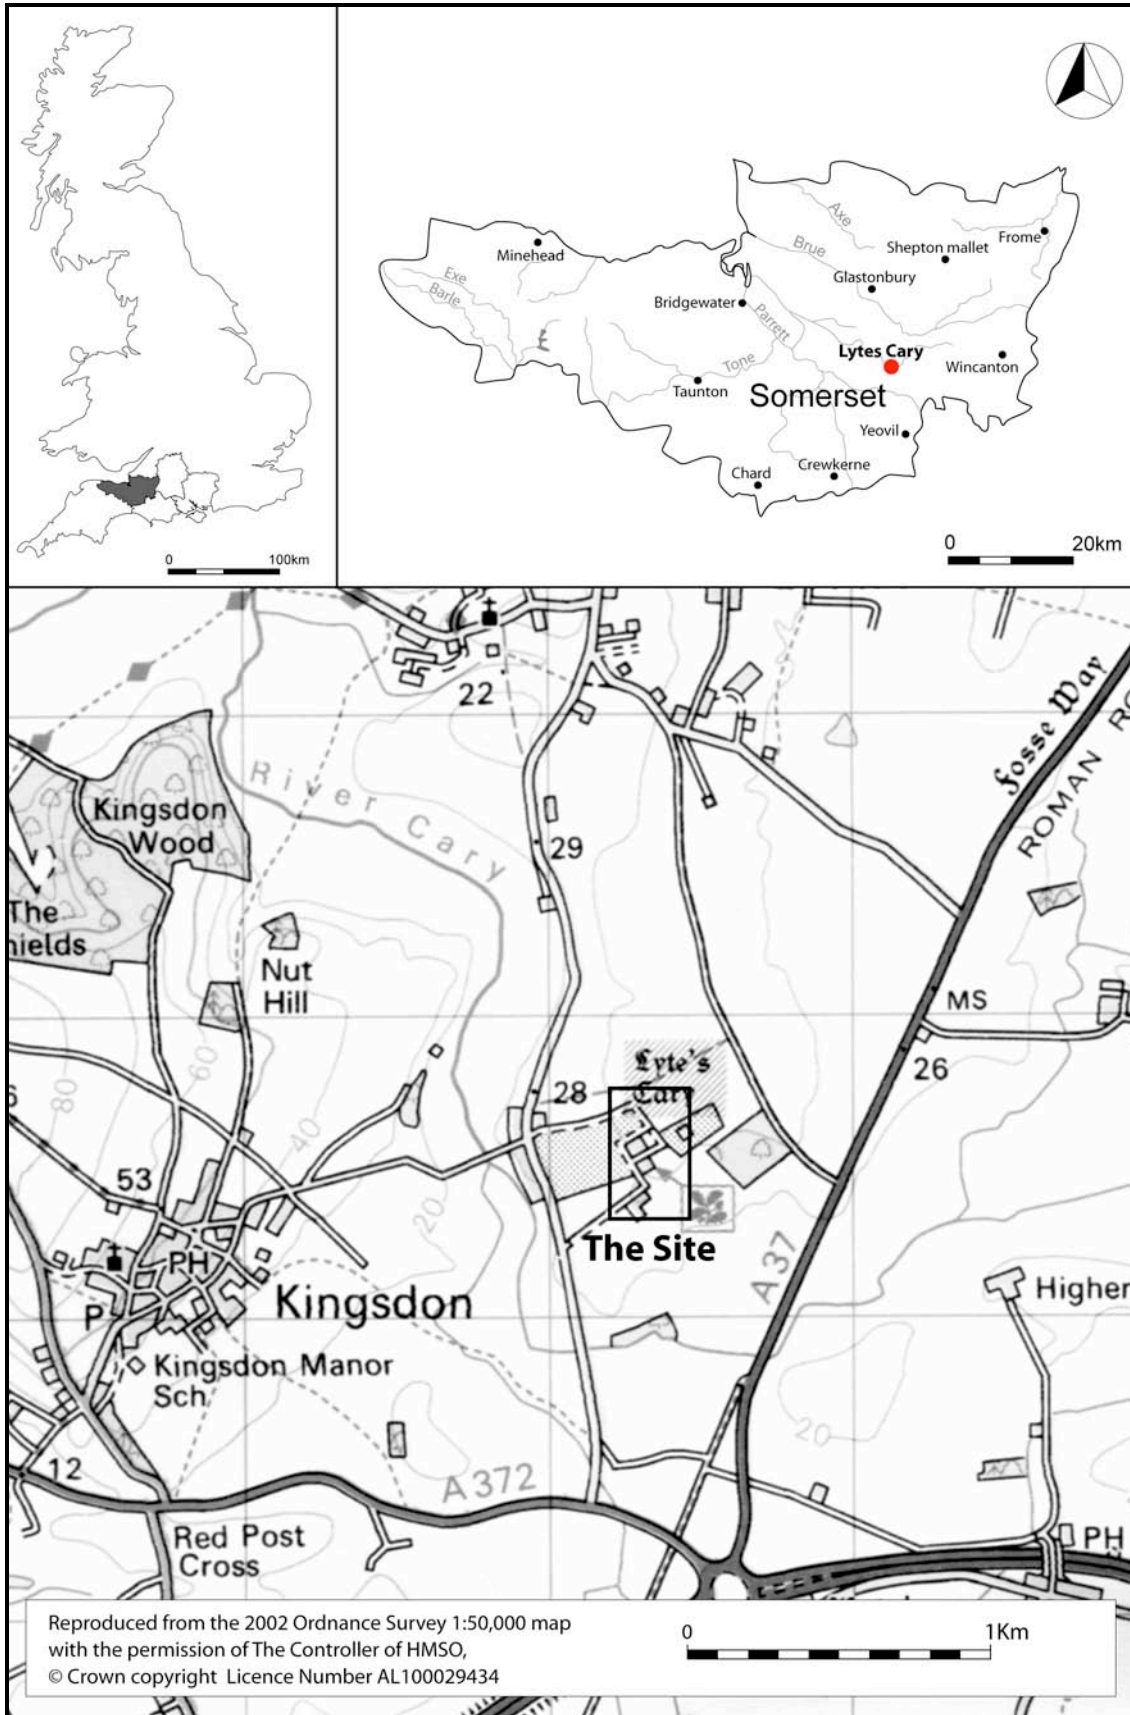 0 100km
Minehead
Exe
Barle
Axe
Brue
Shepton mallet
Frome
Glastonbury
Bridgewater
Parrett
Lytes Cary
Wincanton
Tone
Taunton
Somerset
Yeovil
Crewkerne
Chard
0 20km
22
Fosse Way
ROMAN
River Cary
Kingsdon
Wood
29
The
Nut
Hill
MS
26
Lyte's
Cary
28
60
80
40
53
20
The Site
PH
A 37
Higher
P
Kingsdon
Kingsdon Manor
Sch
20
12
A 372
Red Post
Cross
PH
Reproduced from the 2002 Ordnance Survey 1:50,000 map
with the permission of The Controller of HMSO,
© Crown copyright Licence Number AL100029434
0 1Km